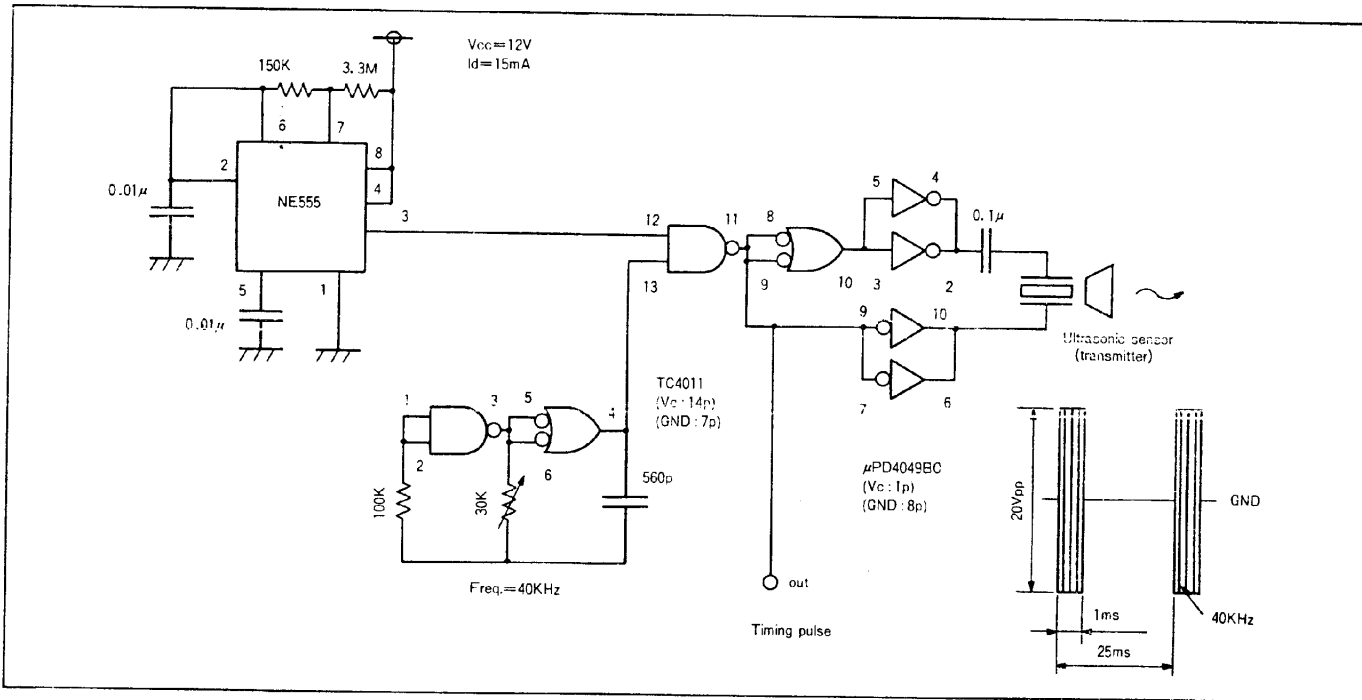 Vcc=12V
Id=15mA
150K
3.3M
6
7
2
8
4
0.01μ
NE555
3
5
1
0.01μ
12
11
13
8
9
10
5
4
3
2
0.1μ
9
10
7
6
Ultrasonic sensor
(transmitter)
1
3
5
4
2
6
TC4011
(Vc : 14p)
(GND : 7p)
100K
30K
560p
μPD4049BC
(Vc : 1p)
(GND : 8p)
Freq.=40KHz
out
Timing pulse
20Vpp
GND
1ms
40KHz
25ms